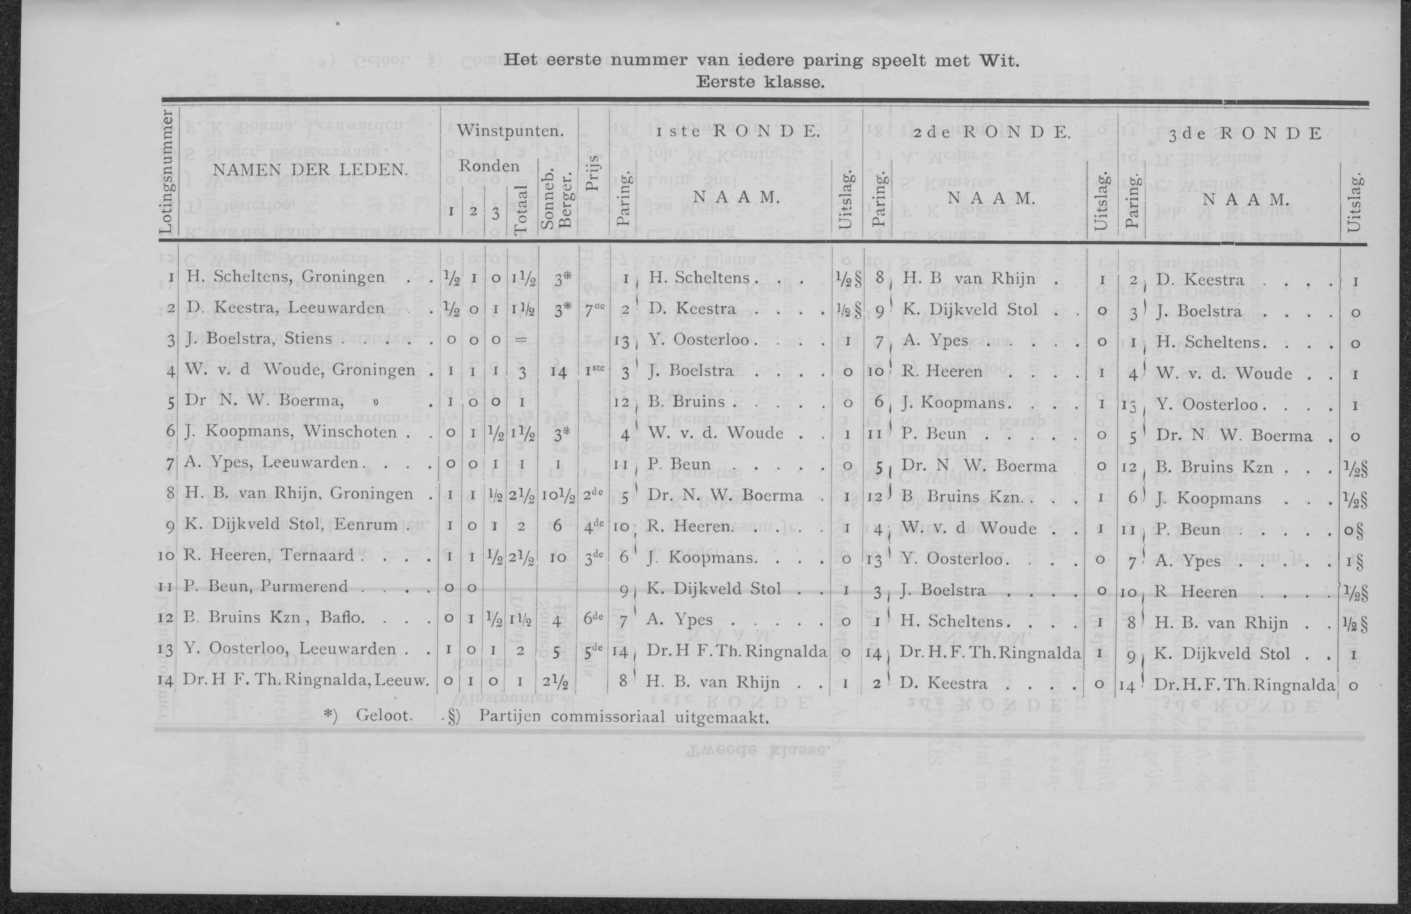 Het eerste nummer van iedere paring speelt met Wit.
Eerste klasse.
Lotingsnummer NAMEN DER LEDEN. Winstpunten. Ronden 1 2 3 Totaal Sonneb. Berger. Prijs Paring. 1ste RONDE. NAAM. Uitslag. Paring. 2de RONDE. NAAM. Uitslag. Paring. 3de RONDE NAAM. Uitslag.
1 H. Scheltens, Groningen . . ½ 1 0 1½ 3* 1 H. Scheltens . . . ½§ 8 H. B van Rhijn . 1 2 D. Keestra . . . . 1
2 D. Keestra, Leeuwarden . ½ 0 1 1½ 3* 7de 2 D. Keestra . . . . ½§ 9 K. Dijkveld Stol . . 0 3 J. Boelstra . . . . 0
3 J. Boelstra, Stiens . . . . . 0 0 0 = 13 Y. Oosterloo . . . . 1 7 A. Ypes . . . . . 0 1 H. Scheltens. . . . 0
4 W. v. d Woude, Groningen . 1 1 1 3 14 1ste 3 J. Boelstra . . . . 0 10 R. Heeren . . . . 1 4 W. v. d. Woude . . 1
5 Dr N. W. Boerma, „ . 1 0 0 1 12 B. Bruins . . . . . 0 6 J. Koopmans. . . . 1 13 Y. Oosterloo . . . . 1
6 J. Koopmans, Winschoten . . 0 1 ½ 1½ 3* 4 W. v. d. Woude . . 1 11 P. Beun . . . . . 0 5 Dr. N W. Boerma . 0
7 A. Ypes, Leeuwarden. . . . 0 0 1 1 1 11 P. Beun . . . . . 0 5 Dr. N W. Boerma 0 12 B. Bruins Kzn . . . ½§
8 H. B. van Rhijn, Groningen . 1 1 ½ 2½ 10½ 2de 5 Dr. N. W. Boerma . 1 12 B Bruins Kzn. . . . 1 6 J. Koopmans . . . ½§
9 K. Dijkveld Stol, Eenrum . 1 0 1 2 6 4de 10 R. Heeren. . . . . 1 4 W. v. d Woude . . 1 11 P. Beun . . . . . 0§
10 R. Heeren, Ternaard . . . . 1 1 ½ 2½ 10 3de 6 J. Koopmans. . . . 0 13 Y. Oosterloo. . . . 0 7 A. Ypes . . . . . 1§
11 P. Beun, Purmerend . . . . 0 0 9 K. Dijkveld Stol . . 1 3 J. Boelstra . . . . 0 10 R Heeren . . . . ½§
12 B. Bruins Kzn , Baflo. . . . 0 1 ½ 1½ 4 6de 7 A. Ypes . . . . . 0 1 H. Scheltens . . . . 1 8 H. B. van Rhijn . . ½§
13 Y. Oosterloo, Leeuwarden . . 1 0 1 2 5 5de 14 Dr. H F. Th. Ringnalda 0 14 Dr. H. F. Th. Ringnalda 1 9 K. Dijkveld Stol . . 1
14 Dr. H F. Th. Ringnalda, Leeuw. 0 1 0 1 2½ 8 H. B. van Rhijn . . 1 2 D. Keestra . . . . 0 14 Dr. H. F. Th. Ringnalda 0
*) Geloot. §) Partijen commissoriaal uitgemaakt.